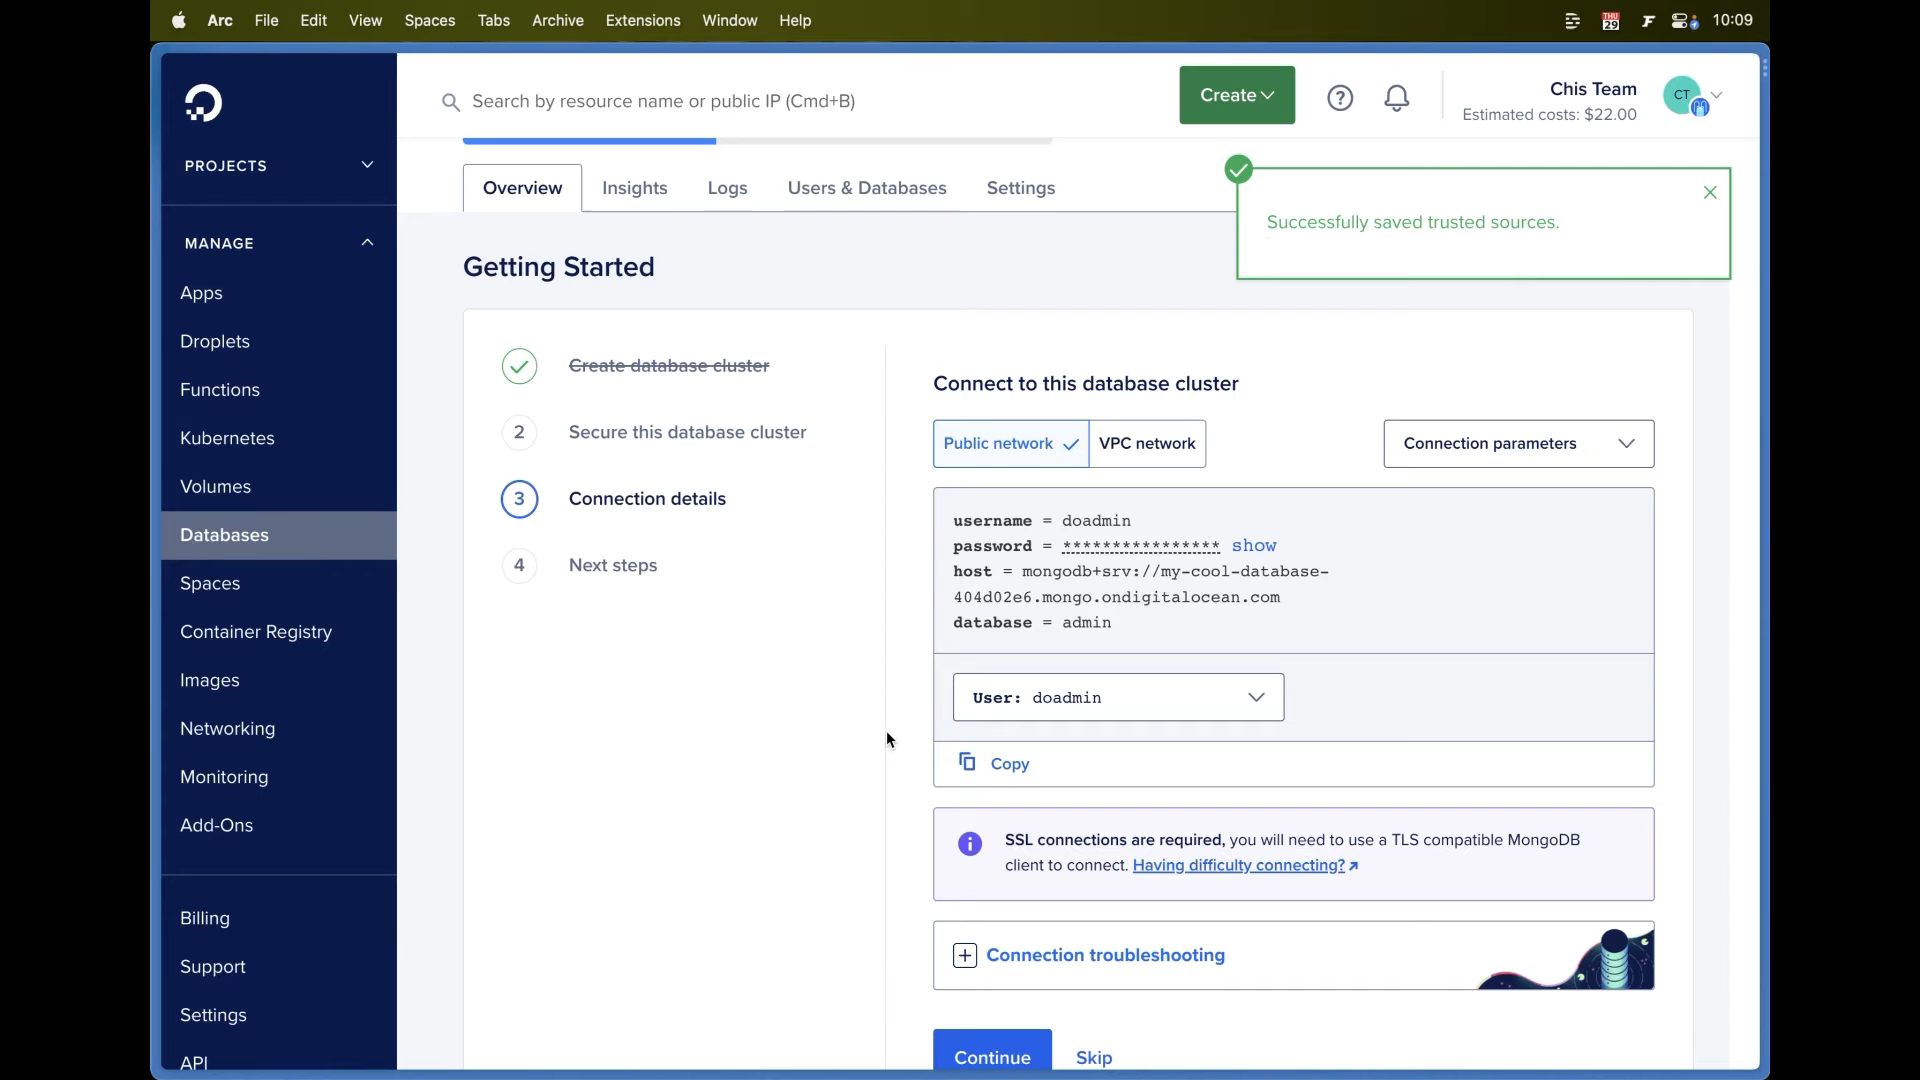 Arc File Edit View Spaces Tabs Archive Extensions Window Help
THU 29 10:09
Search by resource name or public IP (Cmd+B)
Create
Chis Team
Estimated costs: $22.00
CT
PROJECTS
MANAGE
Apps
Droplets
Functions
Kubernetes
Volumes
Databases
Spaces
Container Registry
Images
Networking
Monitoring
Add-Ons
Billing
Support
Settings
API
Overview Insights Logs Users & Databases Settings
Successfully saved trusted sources.
Getting Started
Create database cluster
2 Secure this database cluster
3 Connection details
4 Next steps
Connect to this database cluster
Public network VPC network
Connection parameters
username = doadmin
password = **************** show
host = mongodb+srv://my-cool-database-
404d02e6.mongo.ondigitalocean.com
database = admin
User: doadmin
Copy
SSL connections are required, you will need to use a TLS compatible MongoDB
client to connect. Having difficulty connecting?
Connection troubleshooting
Continue Skip